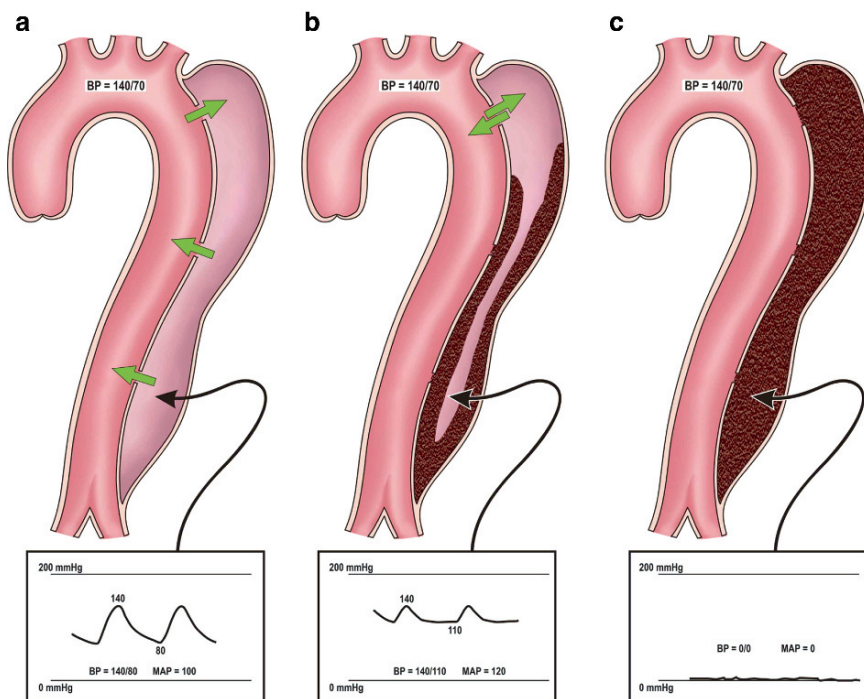 a
b
c
BP = 140/70
BP = 140/70
BP = 140/70
200 mmHg
140
80
BP = 140/80 MAP = 100
0 mmHg
200 mmHg
140
110
BP = 140/110 MAP = 120
0 mmHg
200 mmHg
BP = 0/0 MAP = 0
0 mmHg